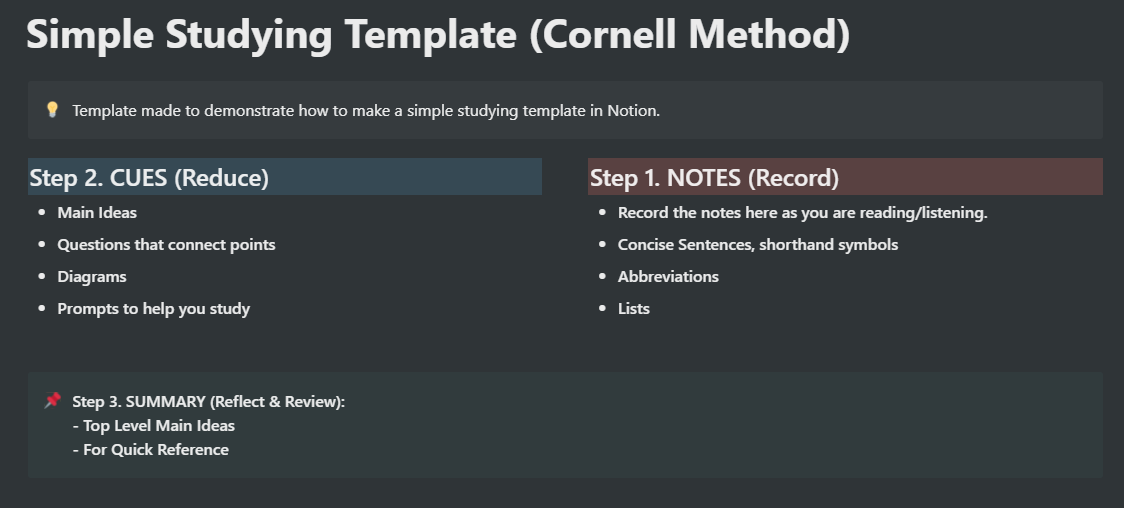 Simple Studying Template (Cornell Method)
Template made to demonstrate how to make a simple studying template in Notion.
Step 2. CUES (Reduce)
Main Ideas
Questions that connect points
Diagrams
Prompts to help you study
Step 1. NOTES (Record)
Record the notes here as you are reading/listening.
Concise Sentences, shorthand symbols
Abbreviations
Lists
Step 3. SUMMARY (Reflect & Review):
- Top Level Main Ideas
- For Quick Reference